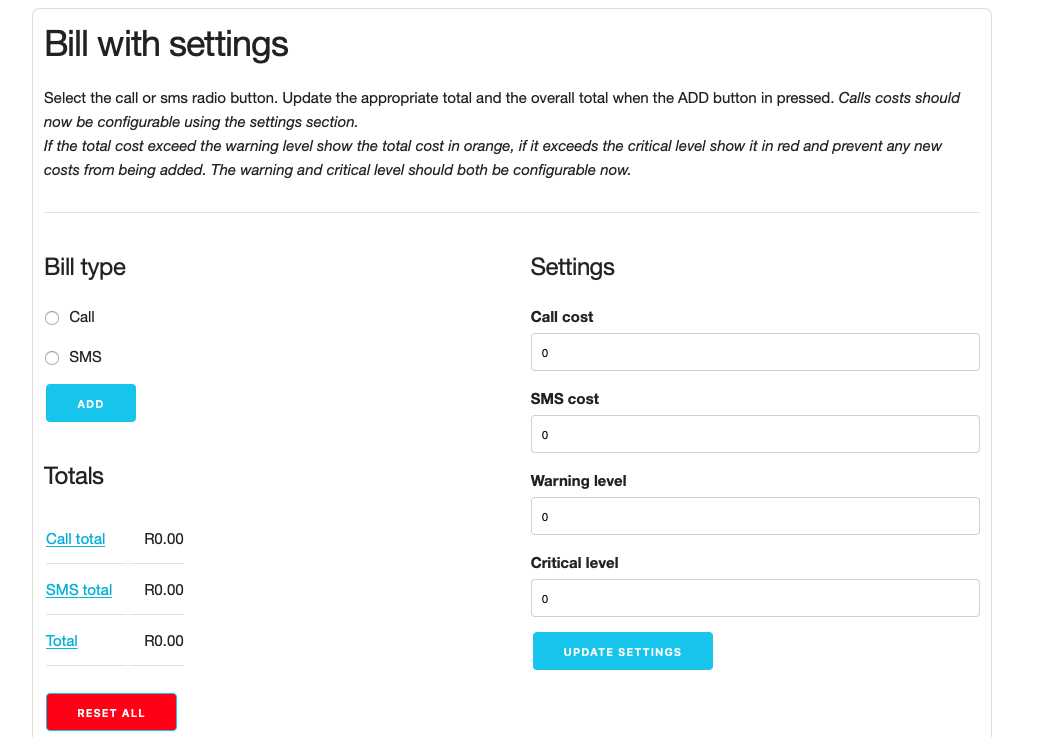 Bill with settings
Select the call or sms radio button. Update the appropriate total and the overall total when the ADD button in pressed. Calls costs should
now be configurable using the settings section.
If the total cost exceed the warning level show the total cost in orange, if it exceeds the critical level show it in red and prevent any new
costs from being added. The warning and critical level should both be configurable now.
Bill type
Call
SMS
ADD
Totals
Call total R0.00
SMS total R0.00
Total R0.00
RESET ALL
Settings
Call cost
0
SMS cost
0
Warning level
0
Critical level
0
UPDATE SETTINGS